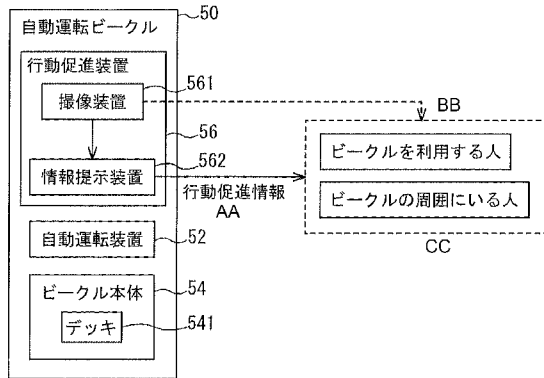 自動運転ビークル
50
行動促進装置
撮像装置
561
56
情報提示装置
562
自動運転装置
52
ビークル本体
54
デッキ
541
行動促進情報
AA
BB
ビークルを利用する人
ビークルの周囲にいる人
CC